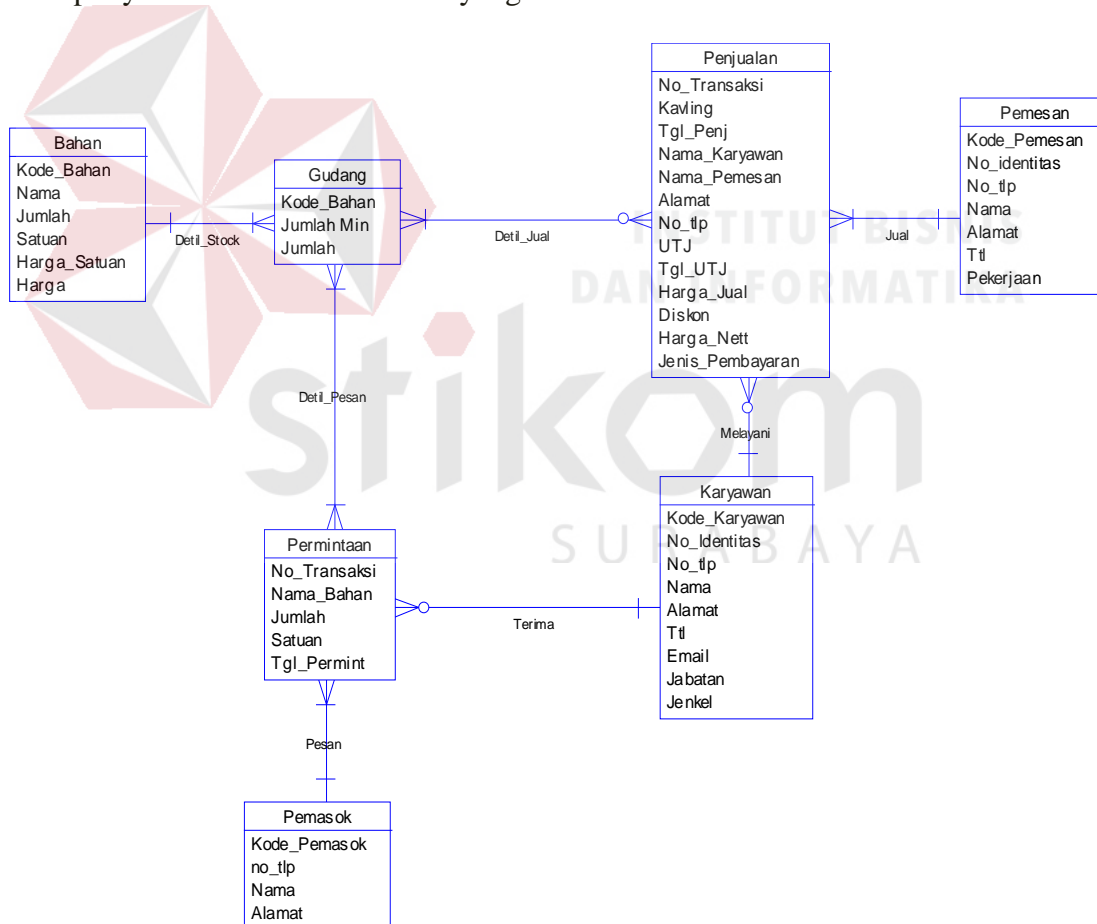 Penjualan
No_Transaksi
Kavling
Tgl_Penj
Nama_Karyawan
Nama_Pemesan
Alamat
No_tlp
UTJ
Tgl_UTJ
Harga_Jual
Diskon
Harga_Nett
Jenis_Pembayaran
Pemesan
Kode_Pemesan
No_identitas
No_tlp
Nama
Alamat
Ttl
Pekerjaan
Bahan
Kode_Bahan
Nama
Jumlah
Satuan
Harga_Satuan
Harga
Gudang
Kode_Bahan
Jumlah Min
Jumlah
Detil_Stock
Detil_Jual
Jual
INSTITUT BISNIS
DAN INFORMATIKA
stikom
SURABAYA
Detil_Pesan
Melayani
Karyawan
Kode_Karyawan
No_Identitas
No_tlp
Nama
Alamat
Ttl
Email
Jabatan
Jenkel
Permintaan
No_Transaksi
Nama_Bahan
Jumlah
Satuan
Tgl_Permint
Terima
Pesan
Pemasok
Kode_Pemasok
no_tlp
Nama
Alamat